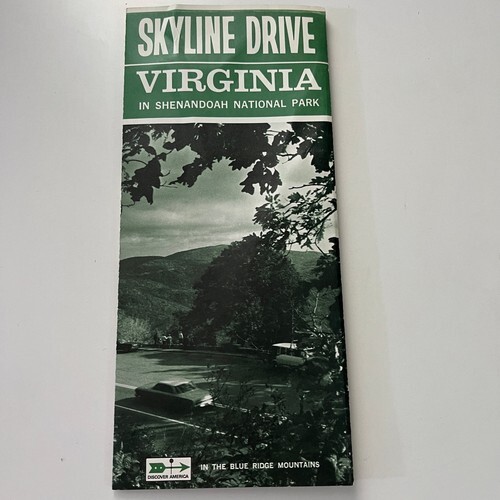 SKYLINE DRIVE
VIRGINIA
IN SHENANDOAH NATIONAL PARK
DISCOVER AMERICA
IN THE BLUE RIDGE MOUNTAINS